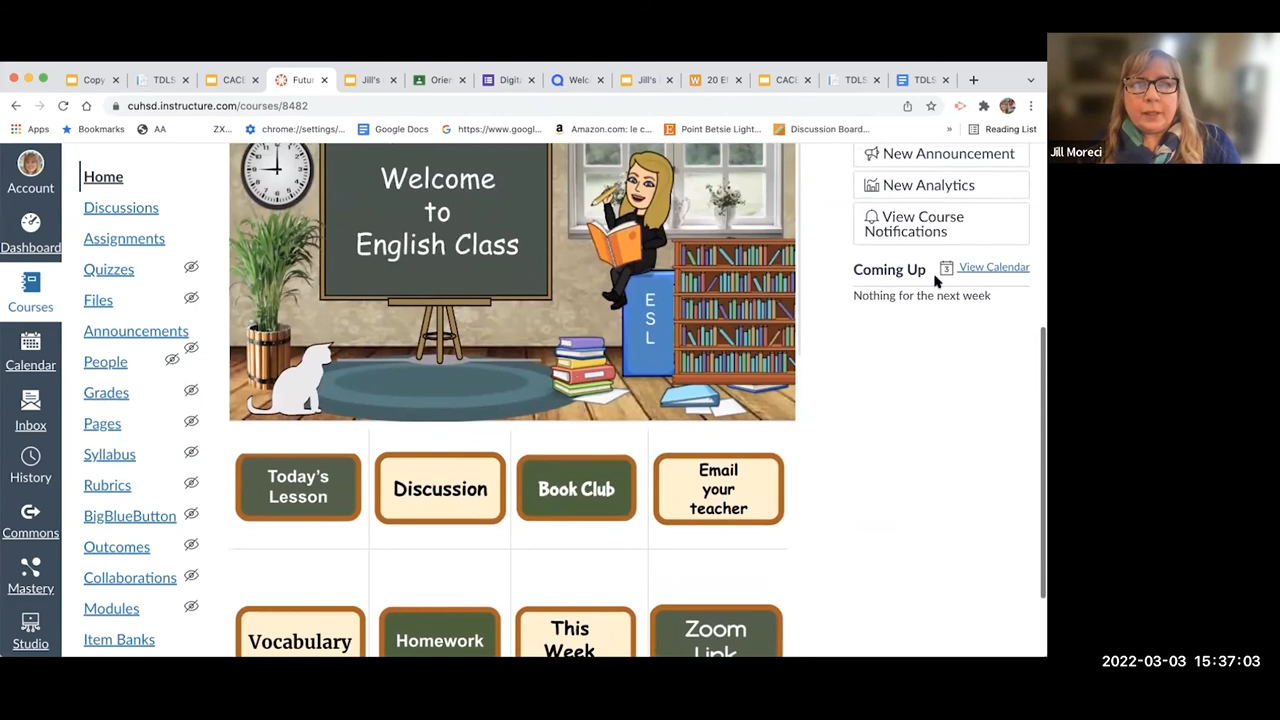 Copy
TDLS
CACE
Futur
Jill's
Orien
Digita
Welc
Jill's
20 E
CACE
TDLS
TDLS
cuhsd.instructure.com/courses/8482
Apps
Bookmarks
AA
ZX...
chrome://settings/...
Google Docs
https://www.googl...
Amazon.com: le c...
Point Betsie Light...
Discussion Board...
»
Reading List
Jill Moreci
Account
Dashboard
Courses
Calendar
Inbox
History
Commons
Mastery
Studio
Home
Discussions
Assignments
Quizzes
Files
Announcements
People
Grades
Pages
Syllabus
Rubrics
BigBlueButton
Outcomes
Collaborations
Modules
Item Banks
Welcome
to
English Class
E
S
L
Today's
Lesson
Discussion
Book Club
Email
your
teacher
Vocabulary
Homework
This
Week
Zoom
Link
New Announcement
New Analytics
View Course
Notifications
Coming Up
3
View Calendar
Nothing for the next week
2022-03-03 15:37:03